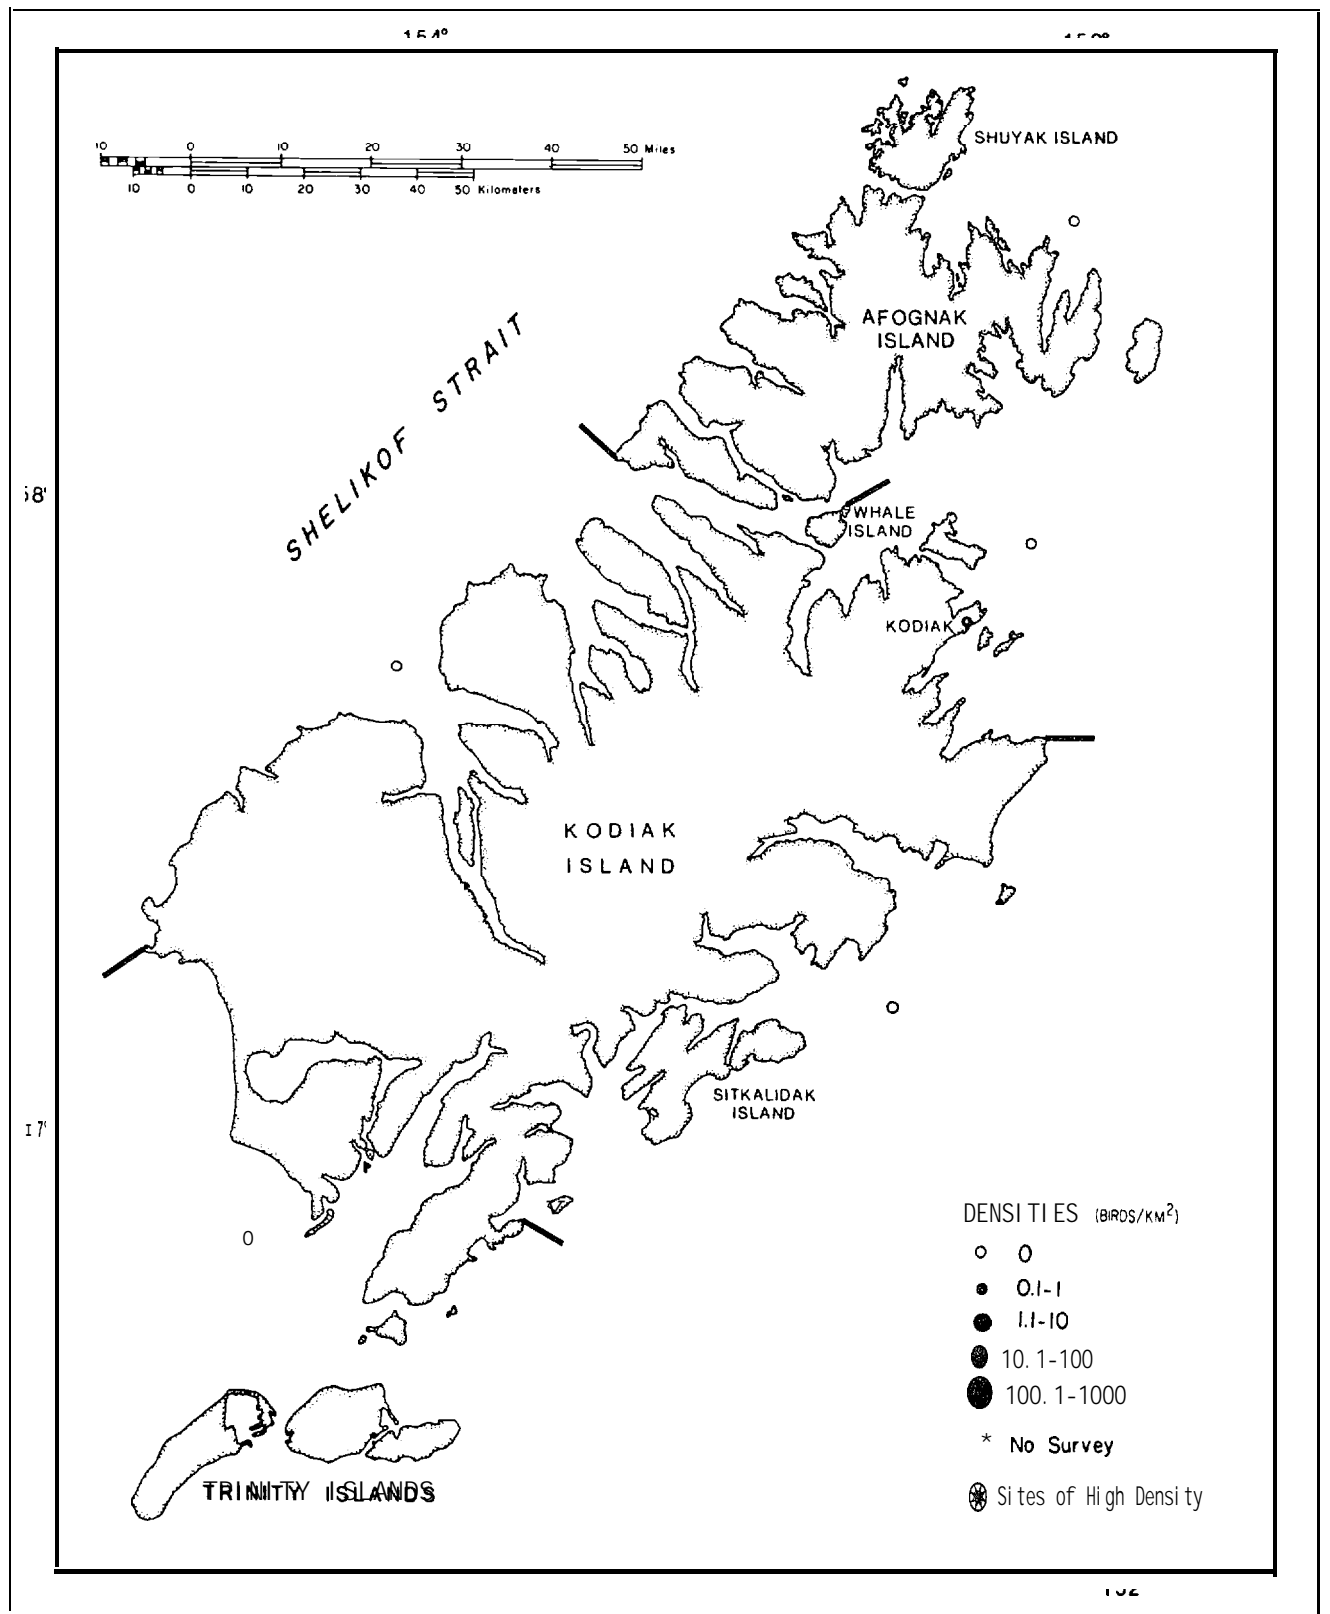 SHUYAK ISLAND
10 0 10 20 30 40 50 Miles
10 0 10 20 30 40 50 Kilometers
AFOGNAK
ISLAND
SHELIKOF STRAIT
58'
WHALE
ISLAND
KODIAK
KODIAK
ISLAND
SITKALIDAK
ISLAND
DENSITIES (BIRDS/KM²)
0
0.1-1
1.1-10
10.1-100
100.1-1000
* No Survey
Sites of High Density
TRINITY ISLANDS